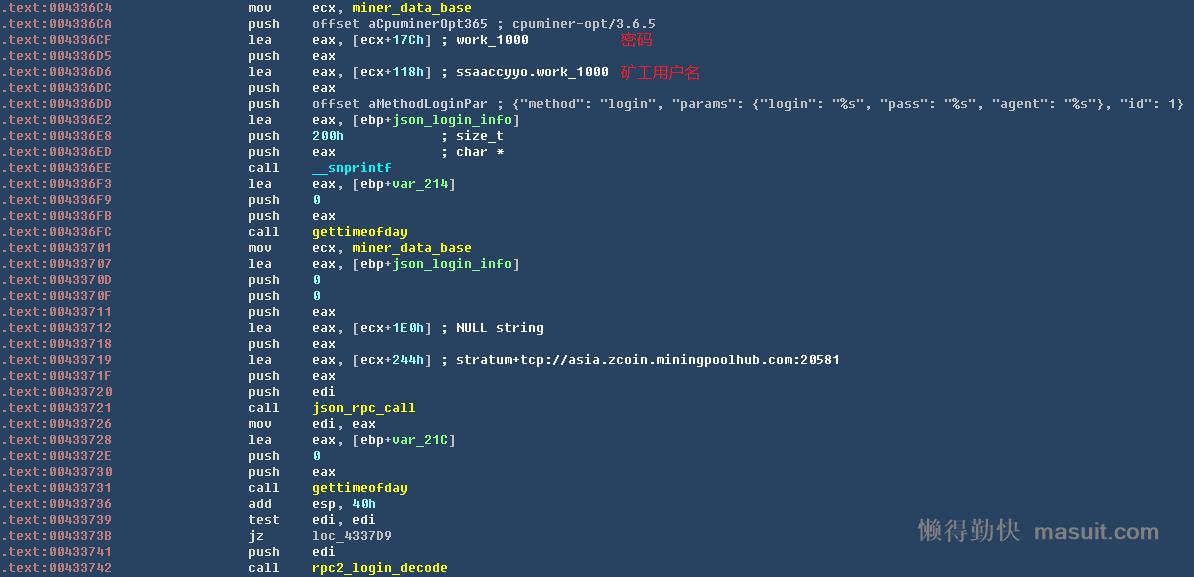 .text:004336C4 mov ecx, miner_data_base
.text:004336CA push offset aCpuminerOpt365 ; cpuminer-opt/3.6.5
.text:004336CF lea eax, [ecx+17Ch] ; work_1000 密码
.text:004336D5 push eax
.text:004336D6 lea eax, [ecx+118h] ; ssaaccyyo.work_1000 矿工用户名
.text:004336DC push eax
.text:004336DD push offset aMethodLoginPar ; {"method": "login", "params": {"login": "%s", "pass": "%s", "agent": "%s"}, "id": 1}
.text:004336E2 lea eax, [ebp+json_login_info]
.text:004336E8 push 200h ; size_t
.text:004336ED push eax ; char *
.text:004336EE call __snprintf
.text:004336F3 lea eax, [ebp+var_214]
.text:004336F9 push 0
.text:004336FB push eax
.text:004336FC call gettimeofday
.text:00433701 mov ecx, miner_data_base
.text:00433707 lea eax, [ebp+json_login_info]
.text:0043370D push 0
.text:0043370F push 0
.text:00433711 push eax
.text:00433712 lea eax, [ecx+1E0h] ; NULL string
.text:00433718 push eax
.text:00433719 lea eax, [ecx+244h] ; stratum+tcp://asia.zcoin.miningpoolhub.com:20581
.text:0043371F push eax
.text:00433720 push edi
.text:00433721 call json_rpc_call
.text:00433726 mov edi, eax
.text:00433728 lea eax, [ebp+var_21C]
.text:0043372E push 0
.text:00433730 push eax
.text:00433731 call gettimeofday
.text:00433736 add esp, 40h
.text:00433739 test edi, edi
.text:0043373B jz loc_4337D9
.text:00433741 push edi
.text:00433742 call rpc2_login_decode
懒得勤快 masuit.com